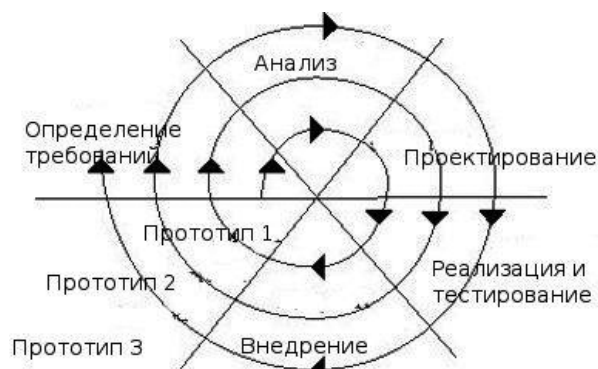 Анализ
Определение
требований
Проектирование
Прототип 1
Прототип 2
Реализация и
тестирование
Прототип 3
Внедрение